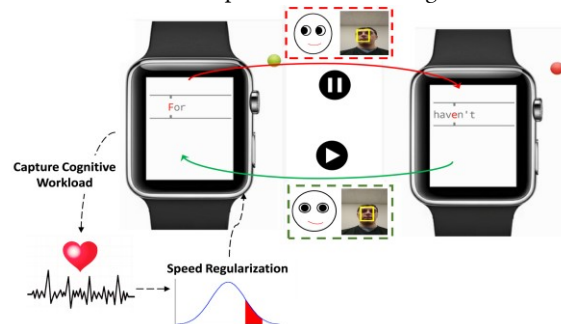 For
haven't
Capture Cognitive
Workload
Speed Regularization